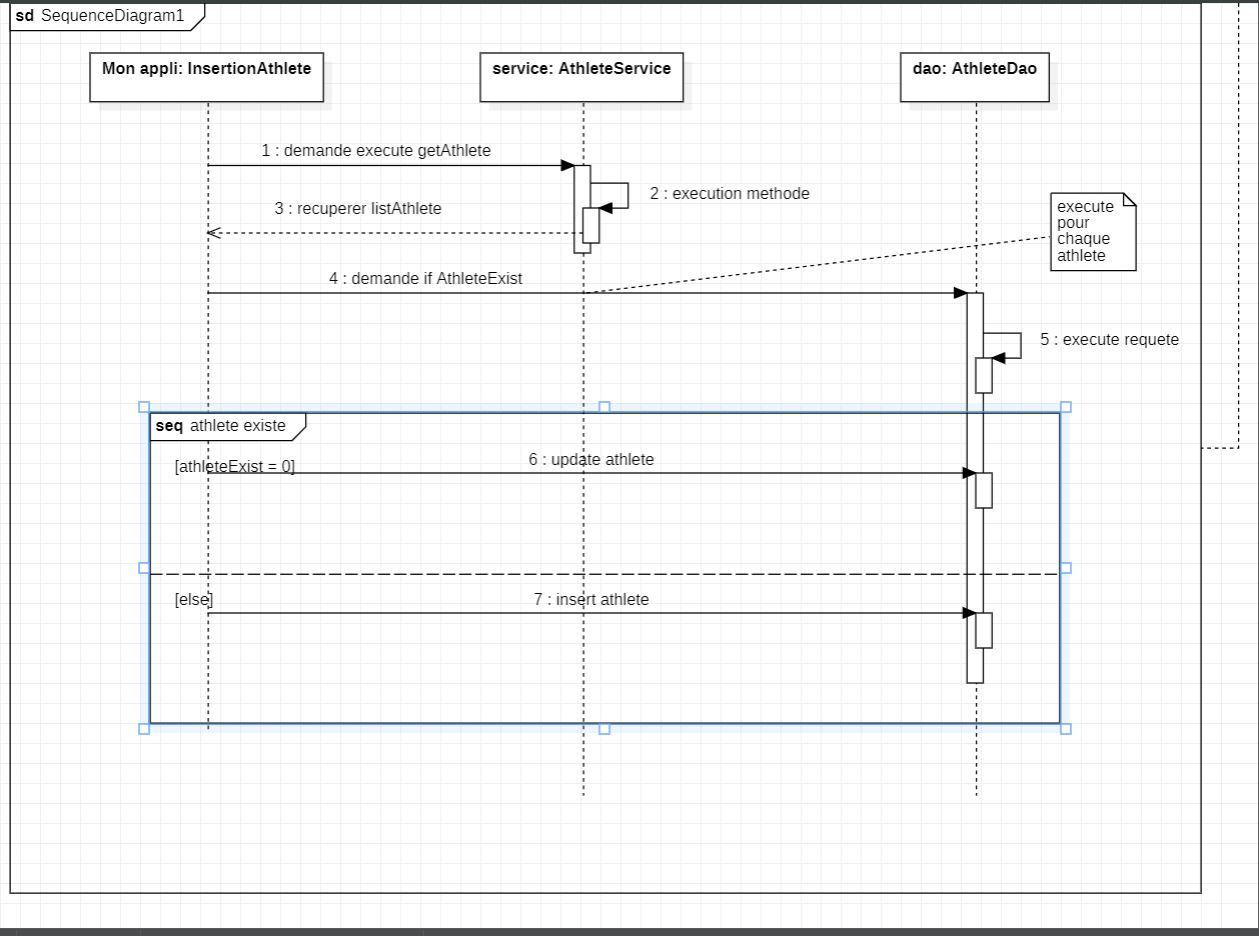 sd SequenceDiagram1
Mon appli: InsertionAthlete
service: AthleteService
dao: AthleteDao
1 : demande execute getAthlete
2 : execution methode
3 : recuperer listAthlete
execute
pour
chaque
athlete
4 : demande if AthleteExist
5 : execute requete
seq athlete existe
[athleteExist = 0]
6 : update athlete
[else]
7 : insert athlete